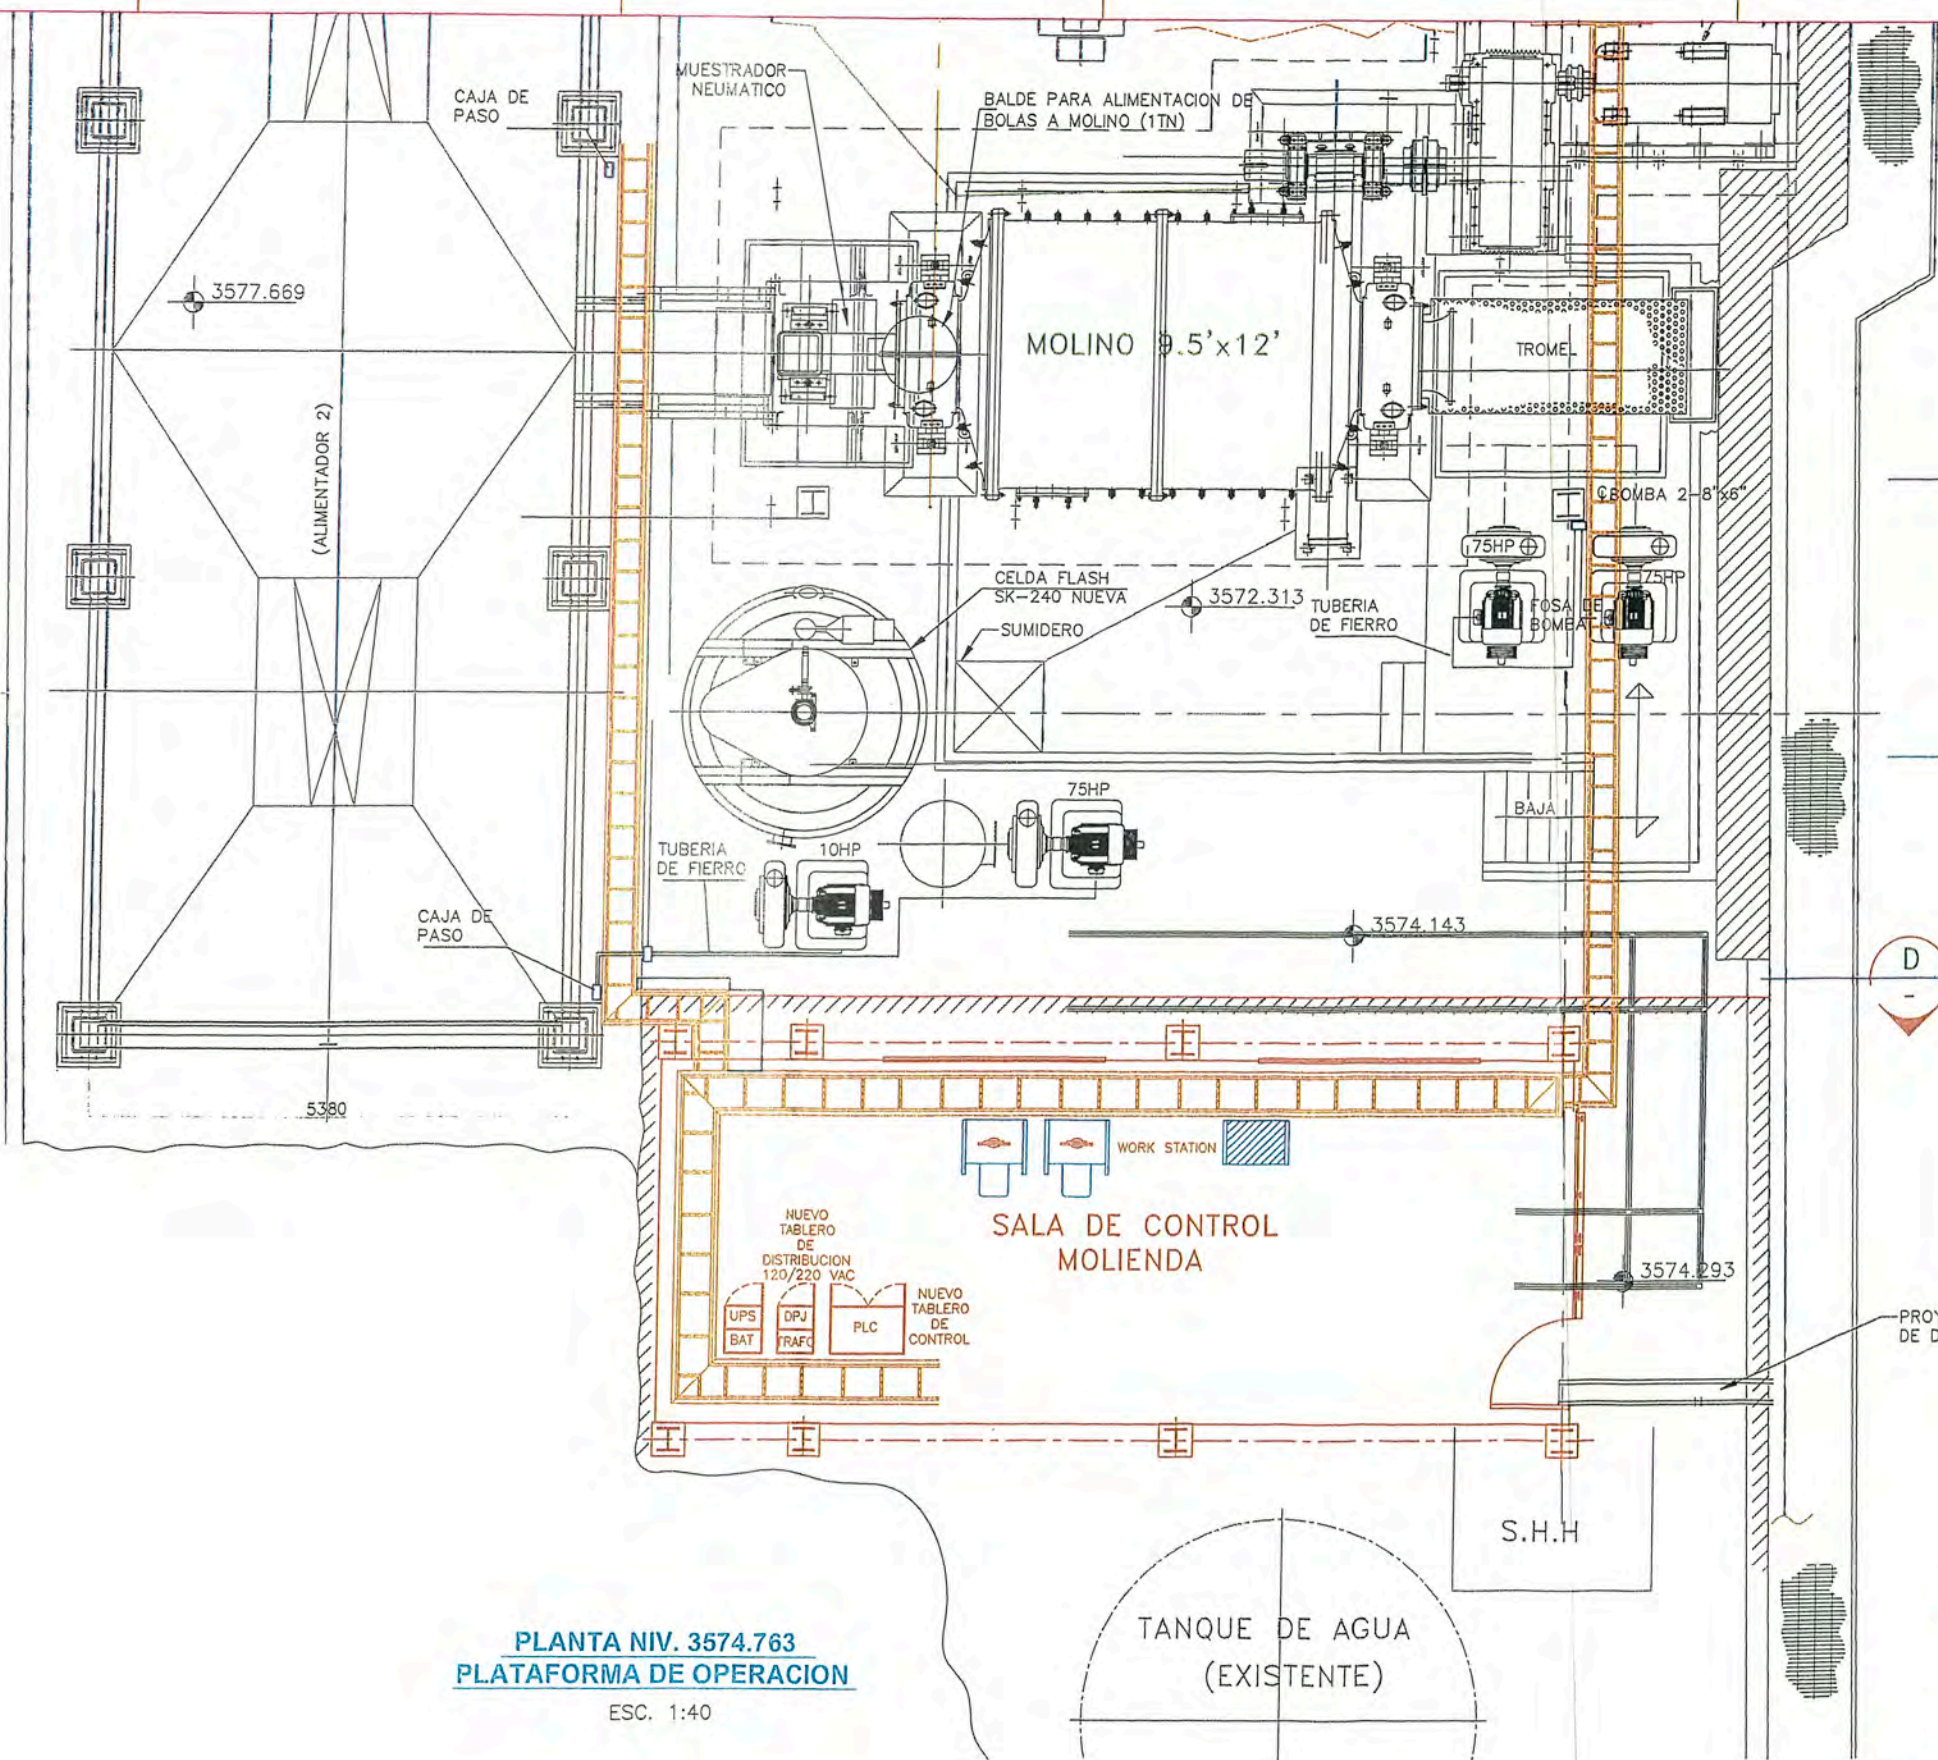 MUESTRADOR
NEUMATICO
CAJA DE
PASO
BALDE PARA ALIMENTACION DE
BOLAS A MOLINO (1TN)
3577.669
MOLINO 9.5'x12'
TROMEL
(ALIMENTADOR 2)
BOMBA 2-8"x6"
75HP
75HP
CELDA FLASH
SK-240 NUEVA
3572.313
TUBERIA
DE FIERRO
FOSA DE
BOMBA
SUMIDERO
75HP
BAJA
TUBERIA
DE FIERRO
10HP
CAJA DE
PASO
3574.143
D
-
5380
WORK STATION
SALA DE CONTROL
MOLIENDA
NUEVO
TABLERO
DE
DISTRIBUCION
120/220 VAC
UPS
BAT
DPJ
TRAFO
PLC
NUEVO
TABLERO
DE
CONTROL
3574.293
S.H.H
TANQUE DE AGUA
(EXISTENTE)
PLANTA NIV. 3574.763
PLATAFORMA DE OPERACION
ESC. 1:40